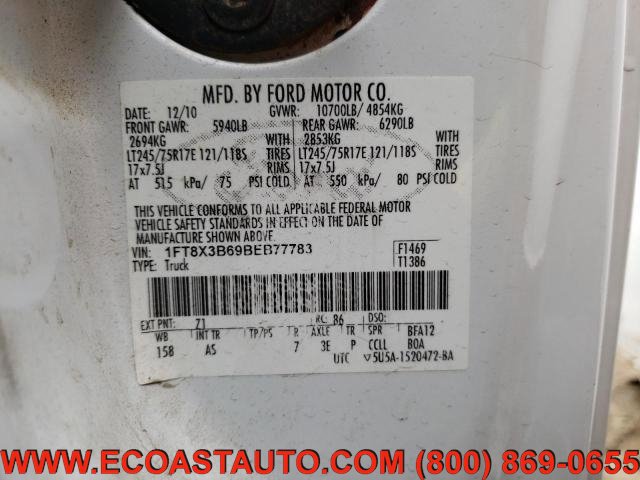 MFD. BY FORD MOTOR CO.
DATE: 12/10 GVWR: 10700LB/ 4854KG
FRONT GAWR: 5940LB REAR GAWR: 6290LB
2694KG WITH 2853KG WITH
LT245/75R17E 121/118S TIRES LT245/75R17E 121/118S TIRES
17x7.5J RIMS 17x7.5J RIMS
AT 515 kPa/ 75 PSI COLD AT 550 kPa/ 80 PSI COLD
THIS VEHICLE CONFORMS TO ALL APPLICABLE FEDERAL MOTOR
VEHICLE SAFETY STANDARDS IN EFFECT ON THE DATE OF
MANUFACTURE SHOWN ABOVE.
VIN: 1FT8X3B69BEB77783 F1469
TYPE: Truck T1386
EXT PNT: Z1 RC: 86 DSO:
WB INT TR TP/PS R AXLE TR SPR BFA12
158 AS 7 3E P CCLL BOA
UTC ▽5U5A-1520472-BA
WWW.ECOASTAUTO.COM (800) 869-0655